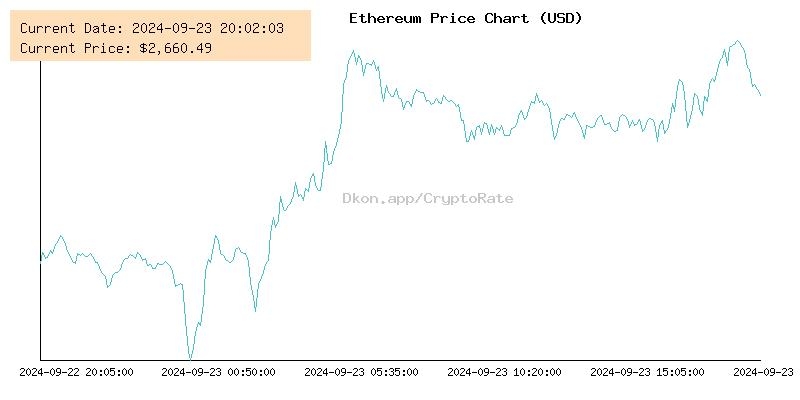 Ethereum Price Chart (USD)
Current Date: 2024-09-23 20:02:03
Current Price: $2,660.49
Dkon.app/CryptoRate
2024-09-22 20:05:00 2024-09-23 00:50:00 2024-09-23 05:35:00 2024-09-23 10:20:00 2024-09-23 15:05:00 2024-09-23